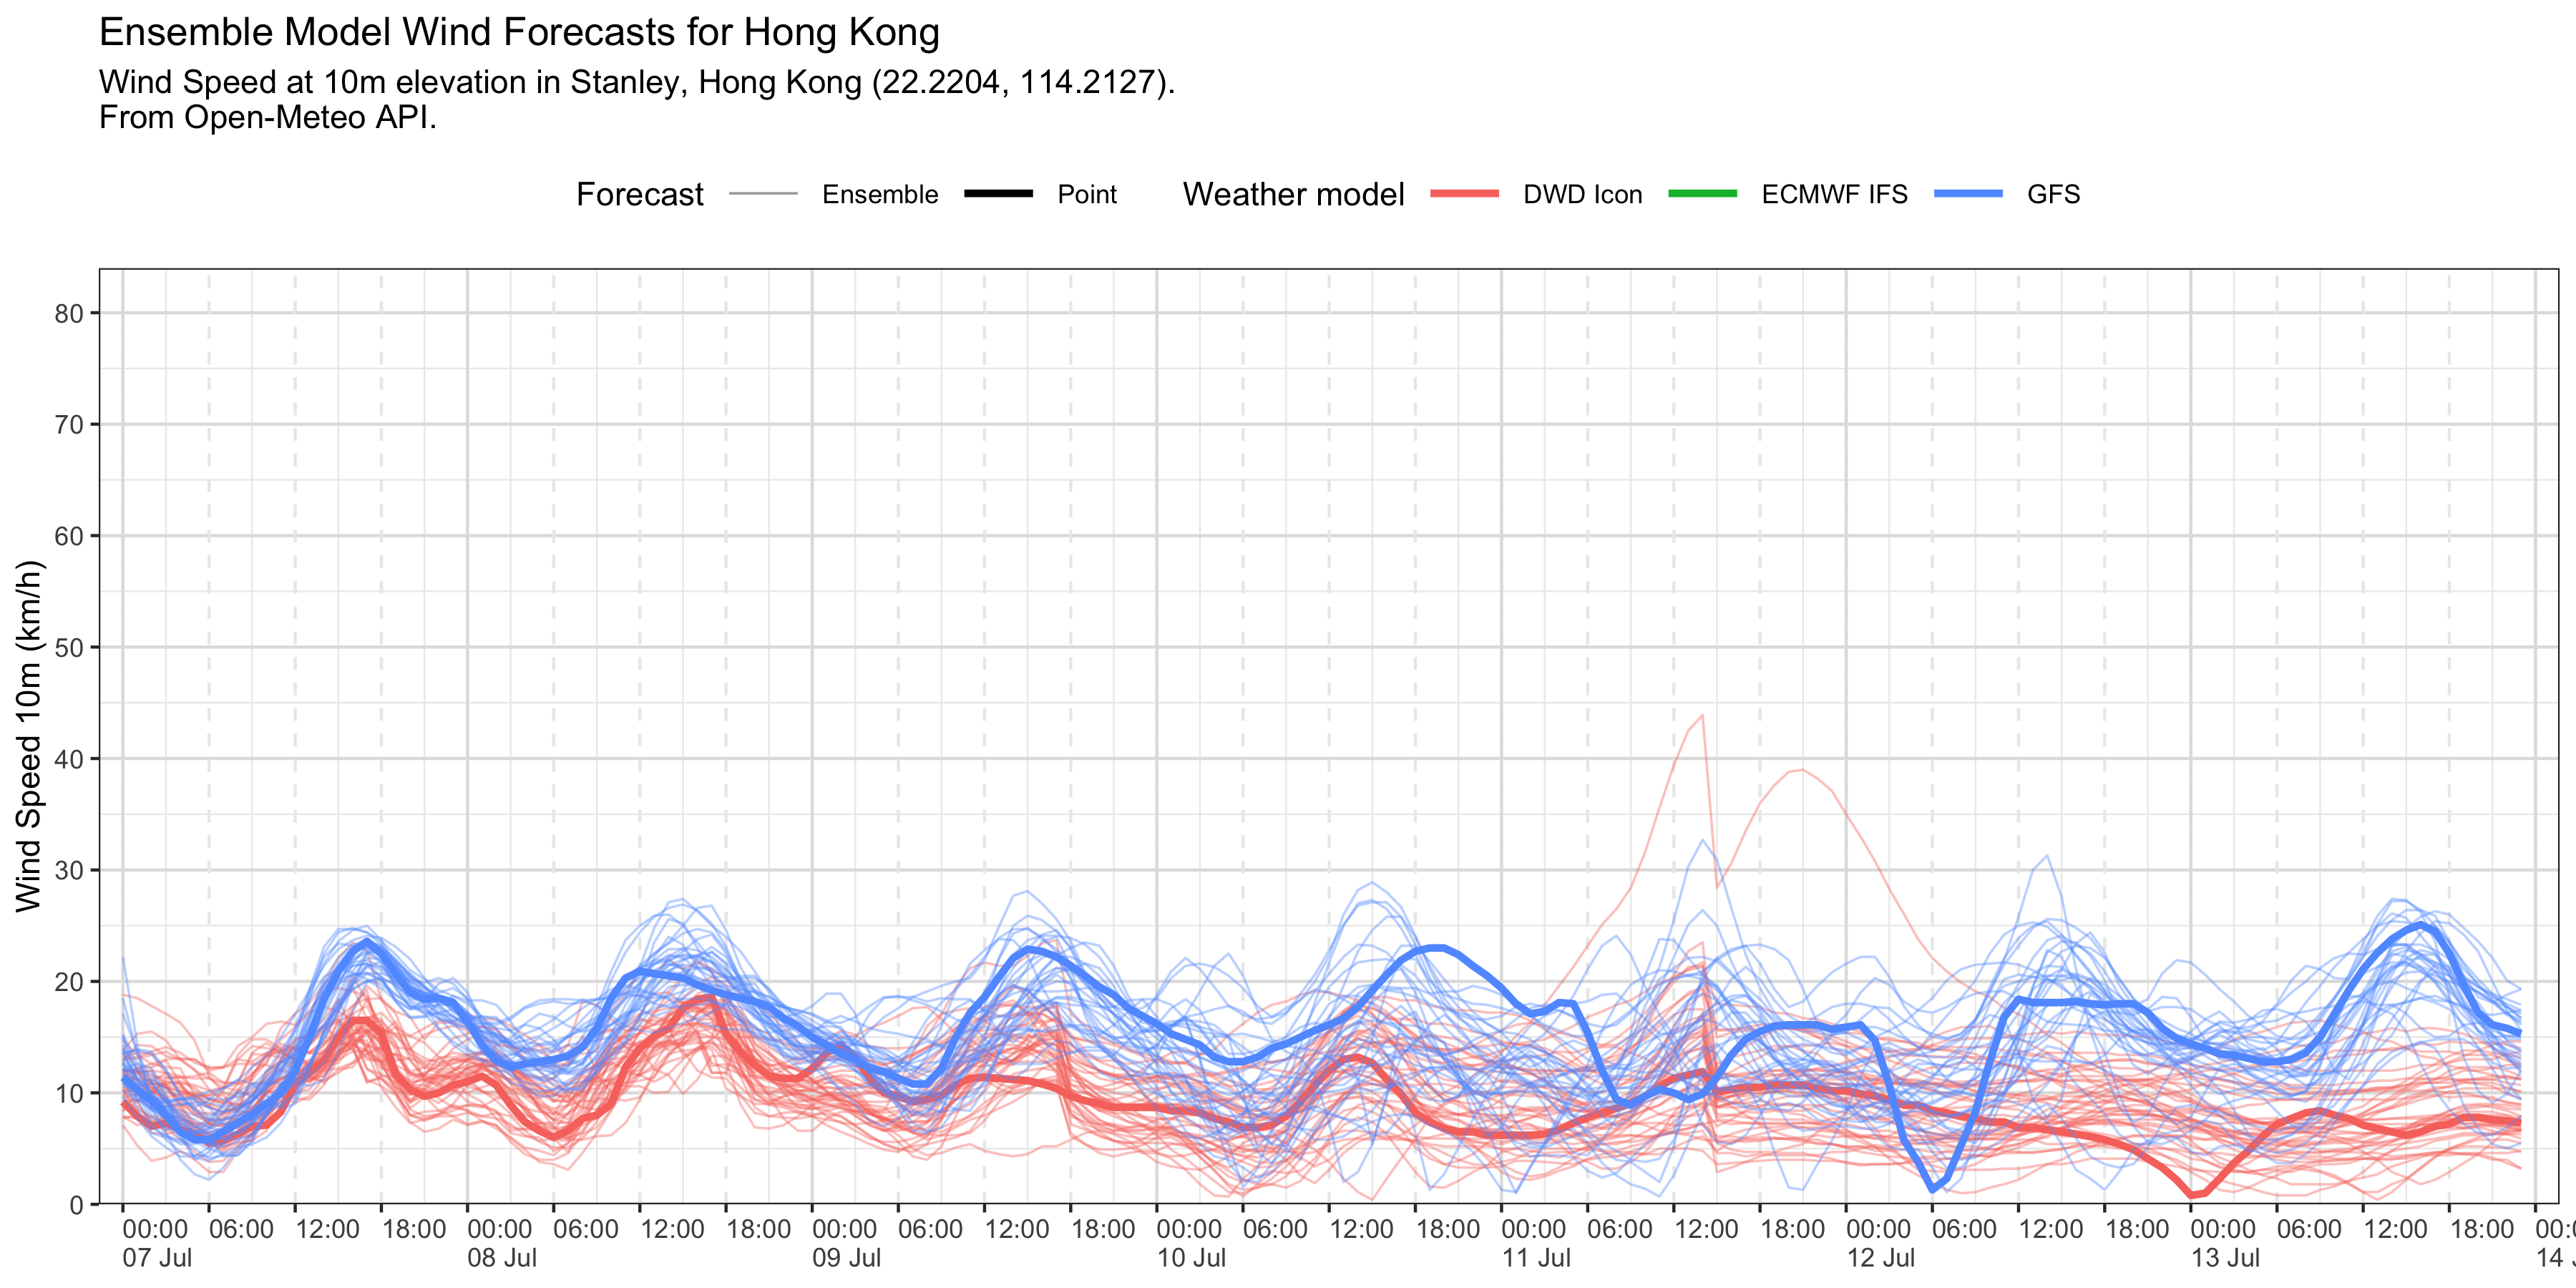 Ensemble Model Wind Forecasts for Hong Kong
Wind Speed at 10m elevation in Stanley, Hong Kong (22.2204, 114.2127).
From Open-Meteo API.
Forecast Ensemble Point Weather model DWD Icon ECMWF IFS GFS
Wind Speed 10m (km/h)
80
70
60
50
40
30
20
10
0
00:00 06:00 12:00 18:00 00:00 06:00 12:00 18:00 00:00 06:00 12:00 18:00 00:00 06:00 12:00 18:00 00:00 06:00 12:00 18:00 00:00 06:00 12:00 18:00 00:00 06:00 12:00 18:00
07 Jul 08 Jul 09 Jul 10 Jul 11 Jul 12 Jul 13 Jul 14